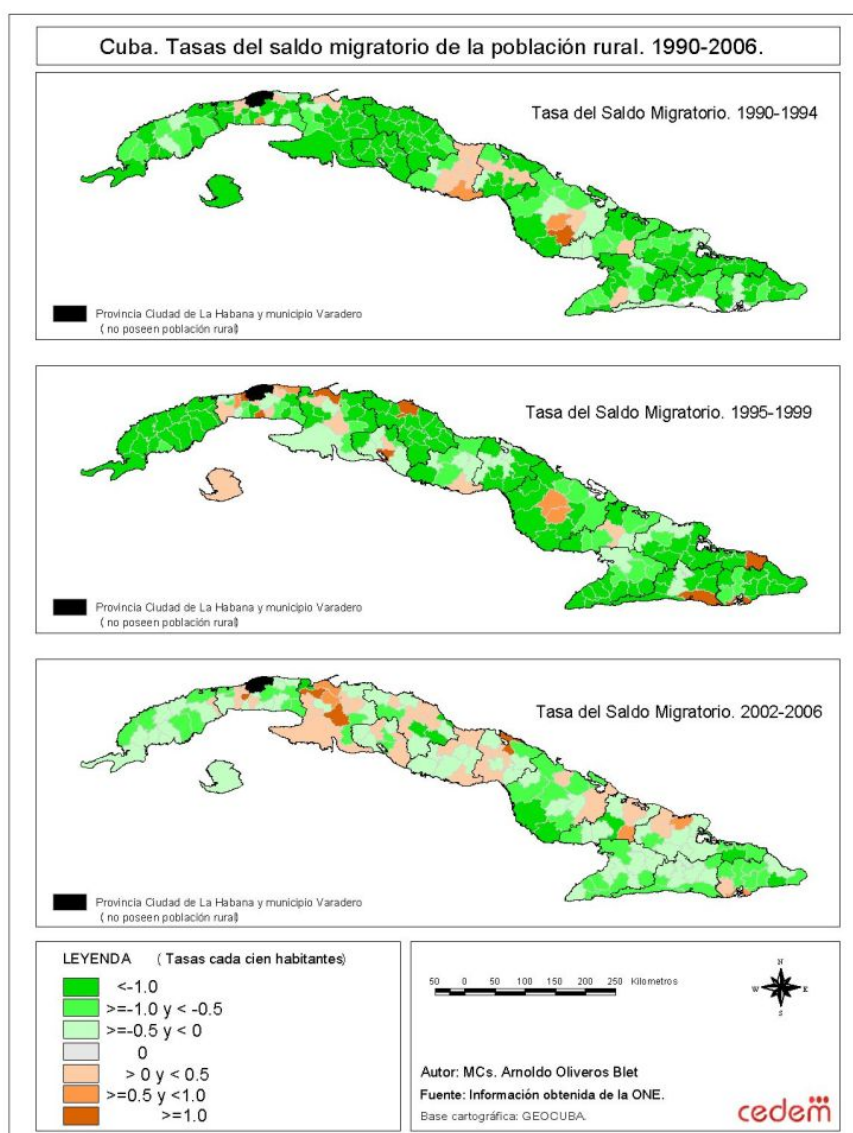 Cuba. Tasas del saldo migratorio de la población rural. 1990-2006.
Tasa del Saldo Migratorio. 1990-1994
Provincia Ciudad de La Habana y municipio Varadero
( no poseen población rural)
Tasa del Saldo Migratorio. 1995-1999
Provincia Ciudad de La Habana y municipio Varadero
( no poseen población rural)
Tasa del Saldo Migratorio. 2002-2006
Provincia Ciudad de La Habana y municipio Varadero
( no poseen población rural)
LEYENDA ( Tasas cada cien habitantes)
<-1.0
>=-1.0 y < -0.5
>=-0.5 y < 0
0
> 0 y < 0.5
>=0.5 y <1.0
>=1.0
50 0 50 100 150 200 250 Kilometros
N
W E
S
Autor: MCs. Arnoldo Oliveros Blet
Fuente: Información obtenida de la ONE.
Base cartográfica: GEOCUBA.
cedem